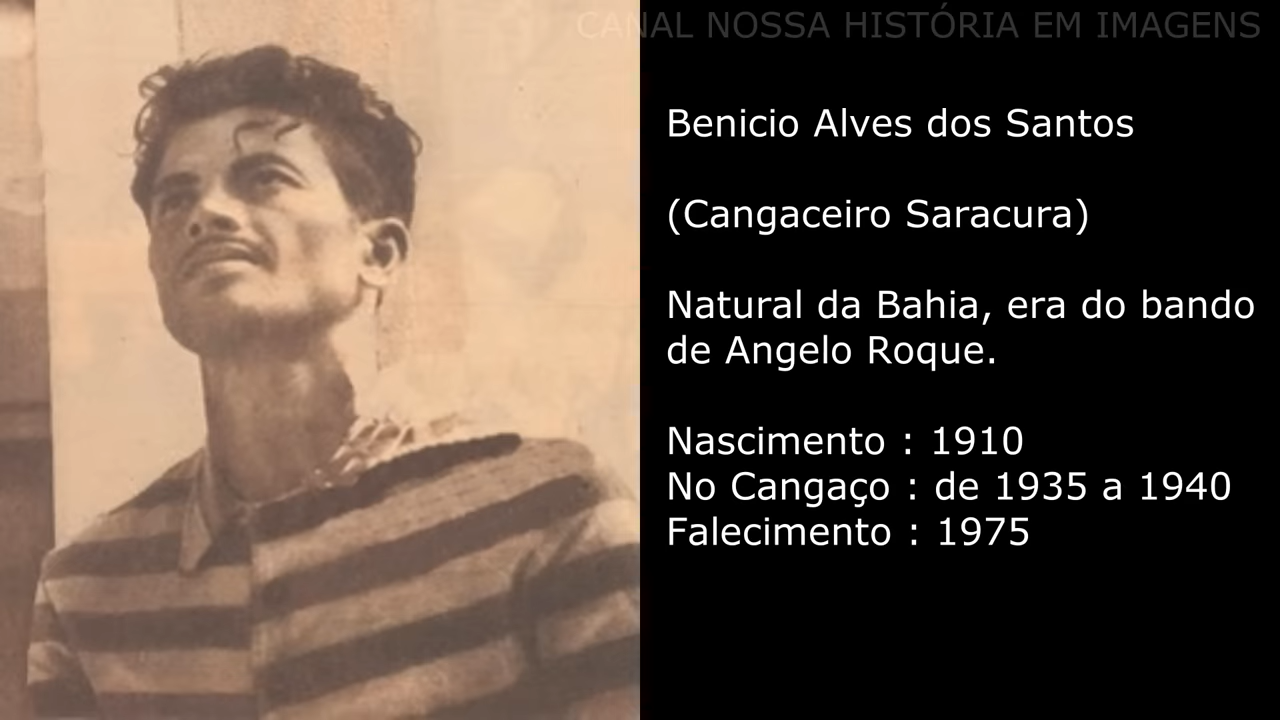 CANAL NOSSA HISTÓRIA EM IMAGENS
Benicio Alves dos Santos
(Cangaceiro Saracura)
Natural da Bahia, era do bando
de Angelo Roque.
Nascimento : 1910
No Cangaço : de 1935 a 1940
Falecimento : 1975